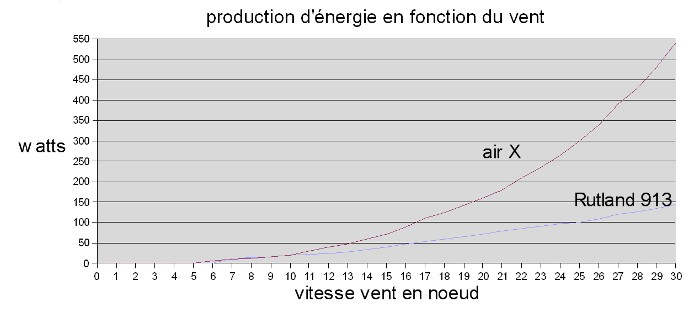 production d'énergie en fonction du vent
550
500
450
400
350
300
250
200
150
100
50
0
watts
air X
Rutland 913
0 1 2 3 4 5 6 7 8 9 10 11 12 13 14 15 16 17 18 19 20 21 22 23 24 25 26 27 28 29 30
vitesse vent en noeud